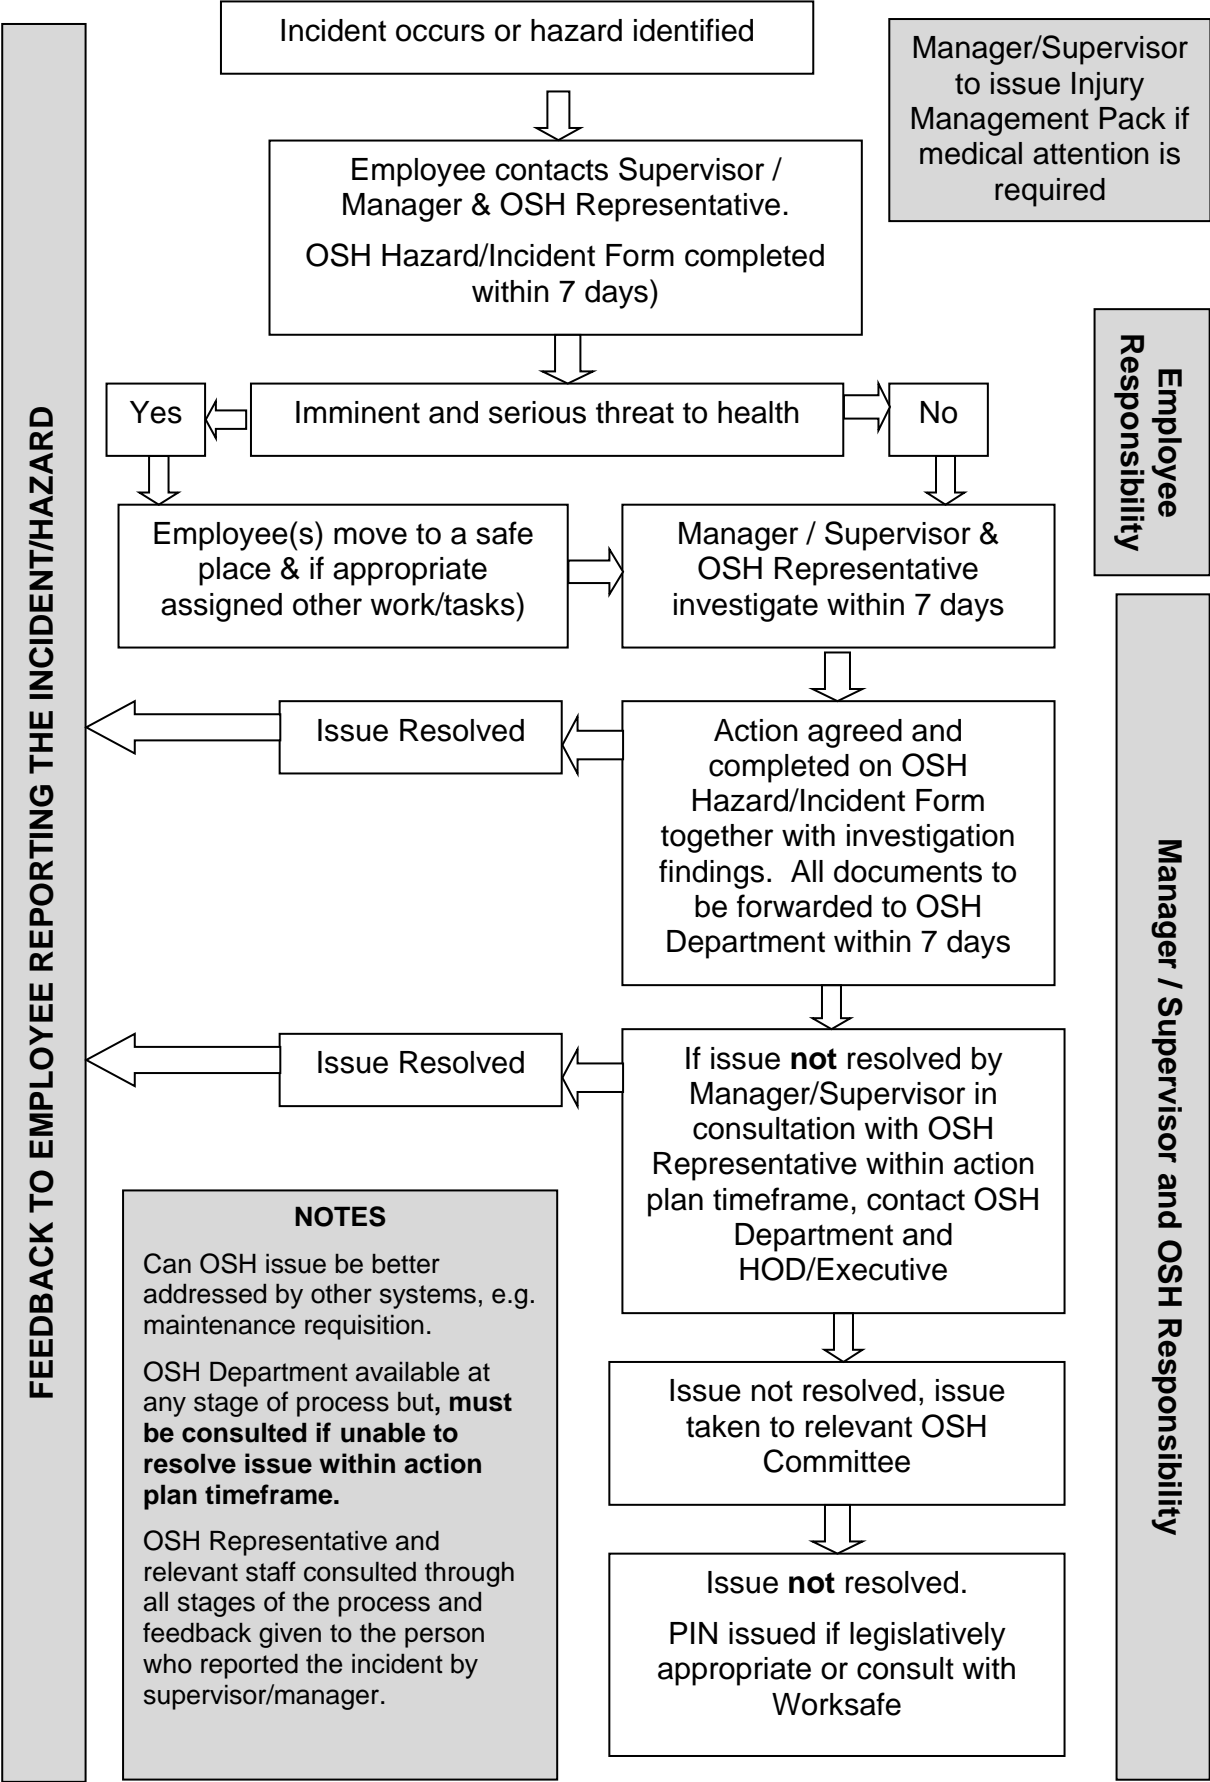 Incident occurs or hazard identified
Manager/Supervisor
to issue Injury
Management Pack if
medical attention is
required
Employee contacts Supervisor /
Manager & OSH Representative.
OSH Hazard/Incident Form completed
within 7 days)
Employee
Responsibility
Yes
Imminent and serious threat to health
No
Employee(s) move to a safe
place & if appropriate
assigned other work/tasks)
Manager / Supervisor &
OSH Representative
investigate within 7 days
FEEDBACK TO EMPLOYEE REPORTING THE INCIDENT/HAZARD
Manager / Supervisor and OSH Responsibility
Issue Resolved
Action agreed and
completed on OSH
Hazard/Incident Form
together with investigation
findings.  All documents to
be forwarded to OSH
Department within 7 days
Issue Resolved
If issue not resolved by
Manager/Supervisor in
consultation with OSH
Representative within action
plan timeframe, contact OSH
Department and
HOD/Executive
NOTES
Can OSH issue be better
addressed by other systems, e.g.
maintenance requisition.
OSH Department available at
any stage of process but, must
be consulted if unable to
resolve issue within action
plan timeframe.
OSH Representative and
relevant staff consulted through
all stages of the process and
feedback given to the person
who reported the incident by
supervisor/manager.
Issue not resolved, issue
taken to relevant OSH
Committee
Issue not resolved.
PIN issued if legislatively
appropriate or consult with
Worksafe